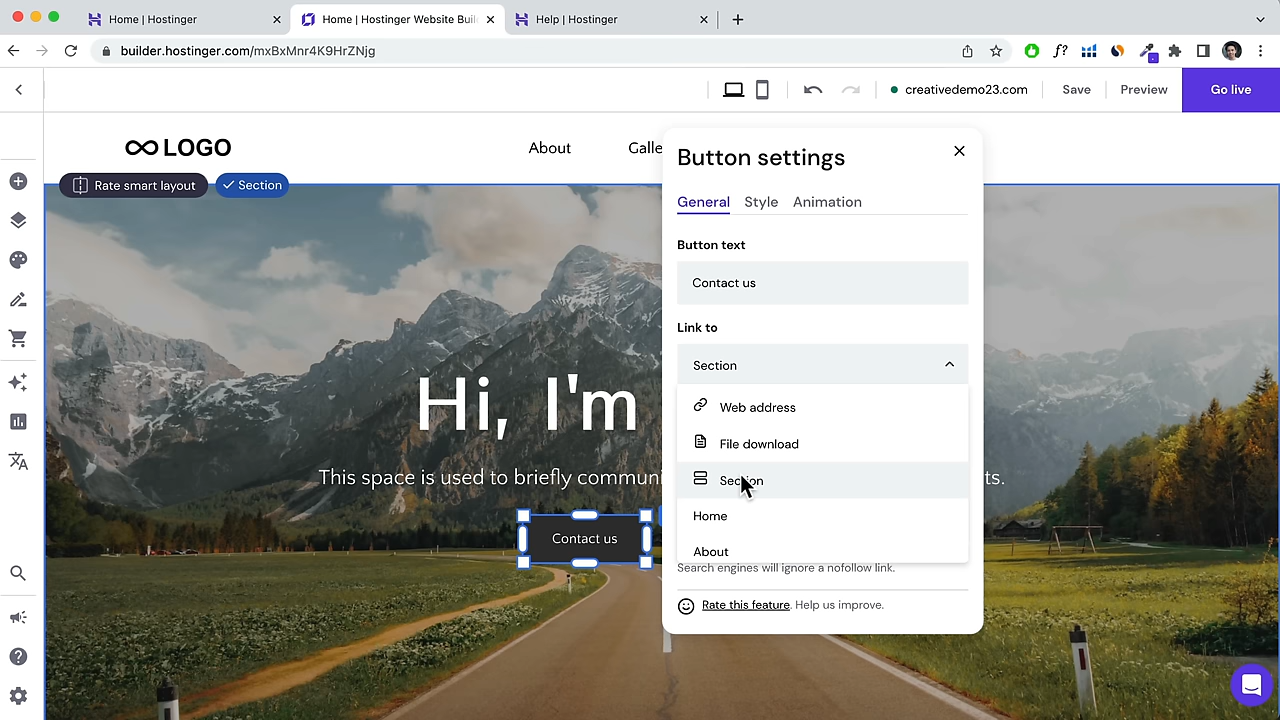 Home | Hostinger
Home | Hostinger Website Buil
Help | Hostinger
builder.hostinger.com/mxBxMnr4K9HrZNjg
f?
creativedemo23.com
Save
Preview
Go live
LOGO
About
Galle
Rate smart layout
Section
Hi, I'm
This space is used to briefly communi
ts.
Contact us
Button settings
General
Style
Animation
Button text
Contact us
Link to
Section
Web address
File download
Section
Home
About
Search engines will ignore a nofollow link.
Rate this feature. Help us improve.